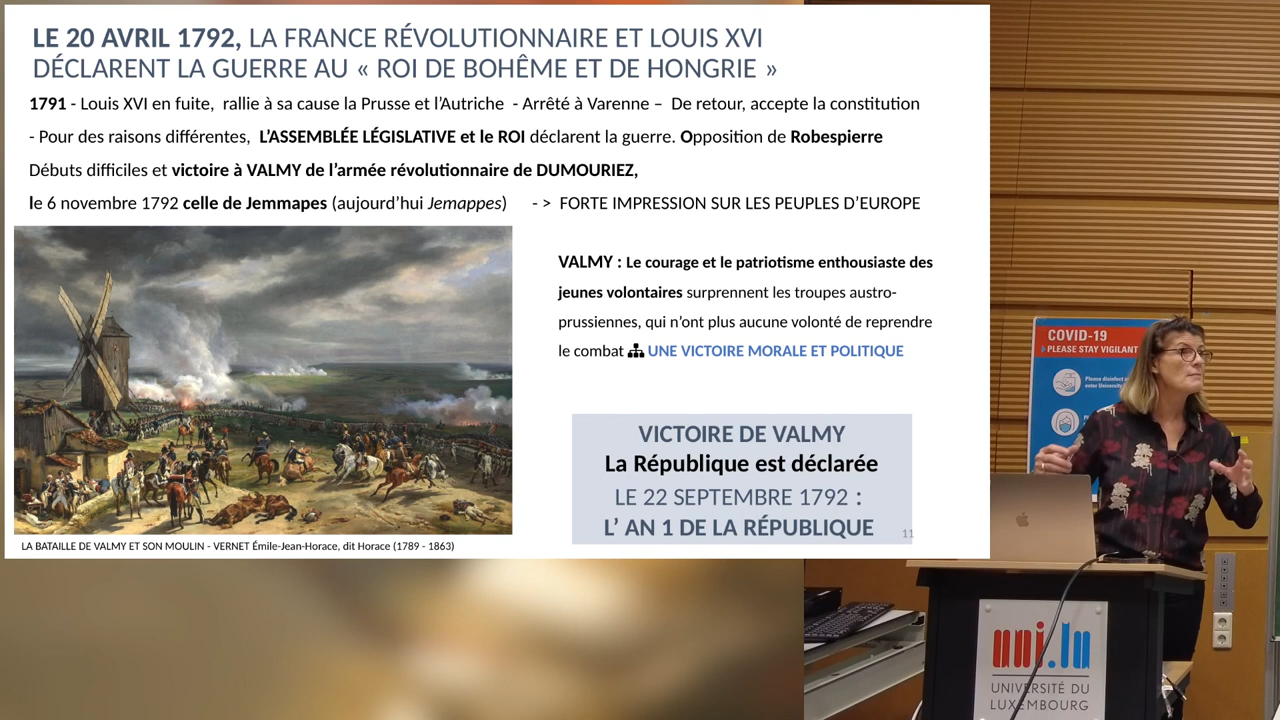 LE 20 AVRIL 1792, LA FRANCE RÉVOLUTIONNAIRE ET LOUIS XVI
DÉCLARENT LA GUERRE AU « ROI DE BOHÊME ET DE HONGRIE »
1791 - Louis XVI en fuite, rallie à sa cause la Prusse et l’Autriche - Arrêté à Varenne – De retour, accepte la constitution
- Pour des raisons différentes, L’ASSEMBLÉE LÉGISLATIVE et le ROI déclarent la guerre. Opposition de Robespierre
Débuts difficiles et victoire à VALMY de l’armée révolutionnaire de DUMOURIEZ,
le 6 novembre 1792 celle de Jemmapes (aujourd’hui Jemappes) - > FORTE IMPRESSION SUR LES PEUPLES D’EUROPE
VALMY : Le courage et le patriotisme enthousiaste des
jeunes volontaires surprennent les troupes austro-
prussiennes, qui n’ont plus aucune volonté de reprendre
le combat UNE VICTOIRE MORALE ET POLITIQUE
VICTOIRE DE VALMY
La République est déclarée
LE 22 SEPTEMBRE 1792 :
L’ AN 1 DE LA RÉPUBLIQUE
11
LA BATAILLE DE VALMY ET SON MOULIN - VERNET Émile-Jean-Horace, dit Horace (1789 - 1863)
COVID-19
PLEASE STAY VIGILANT
Please disinfect
enter Univers
uni.lu
UNIVERSITÉ DU
LUXEMBOURG